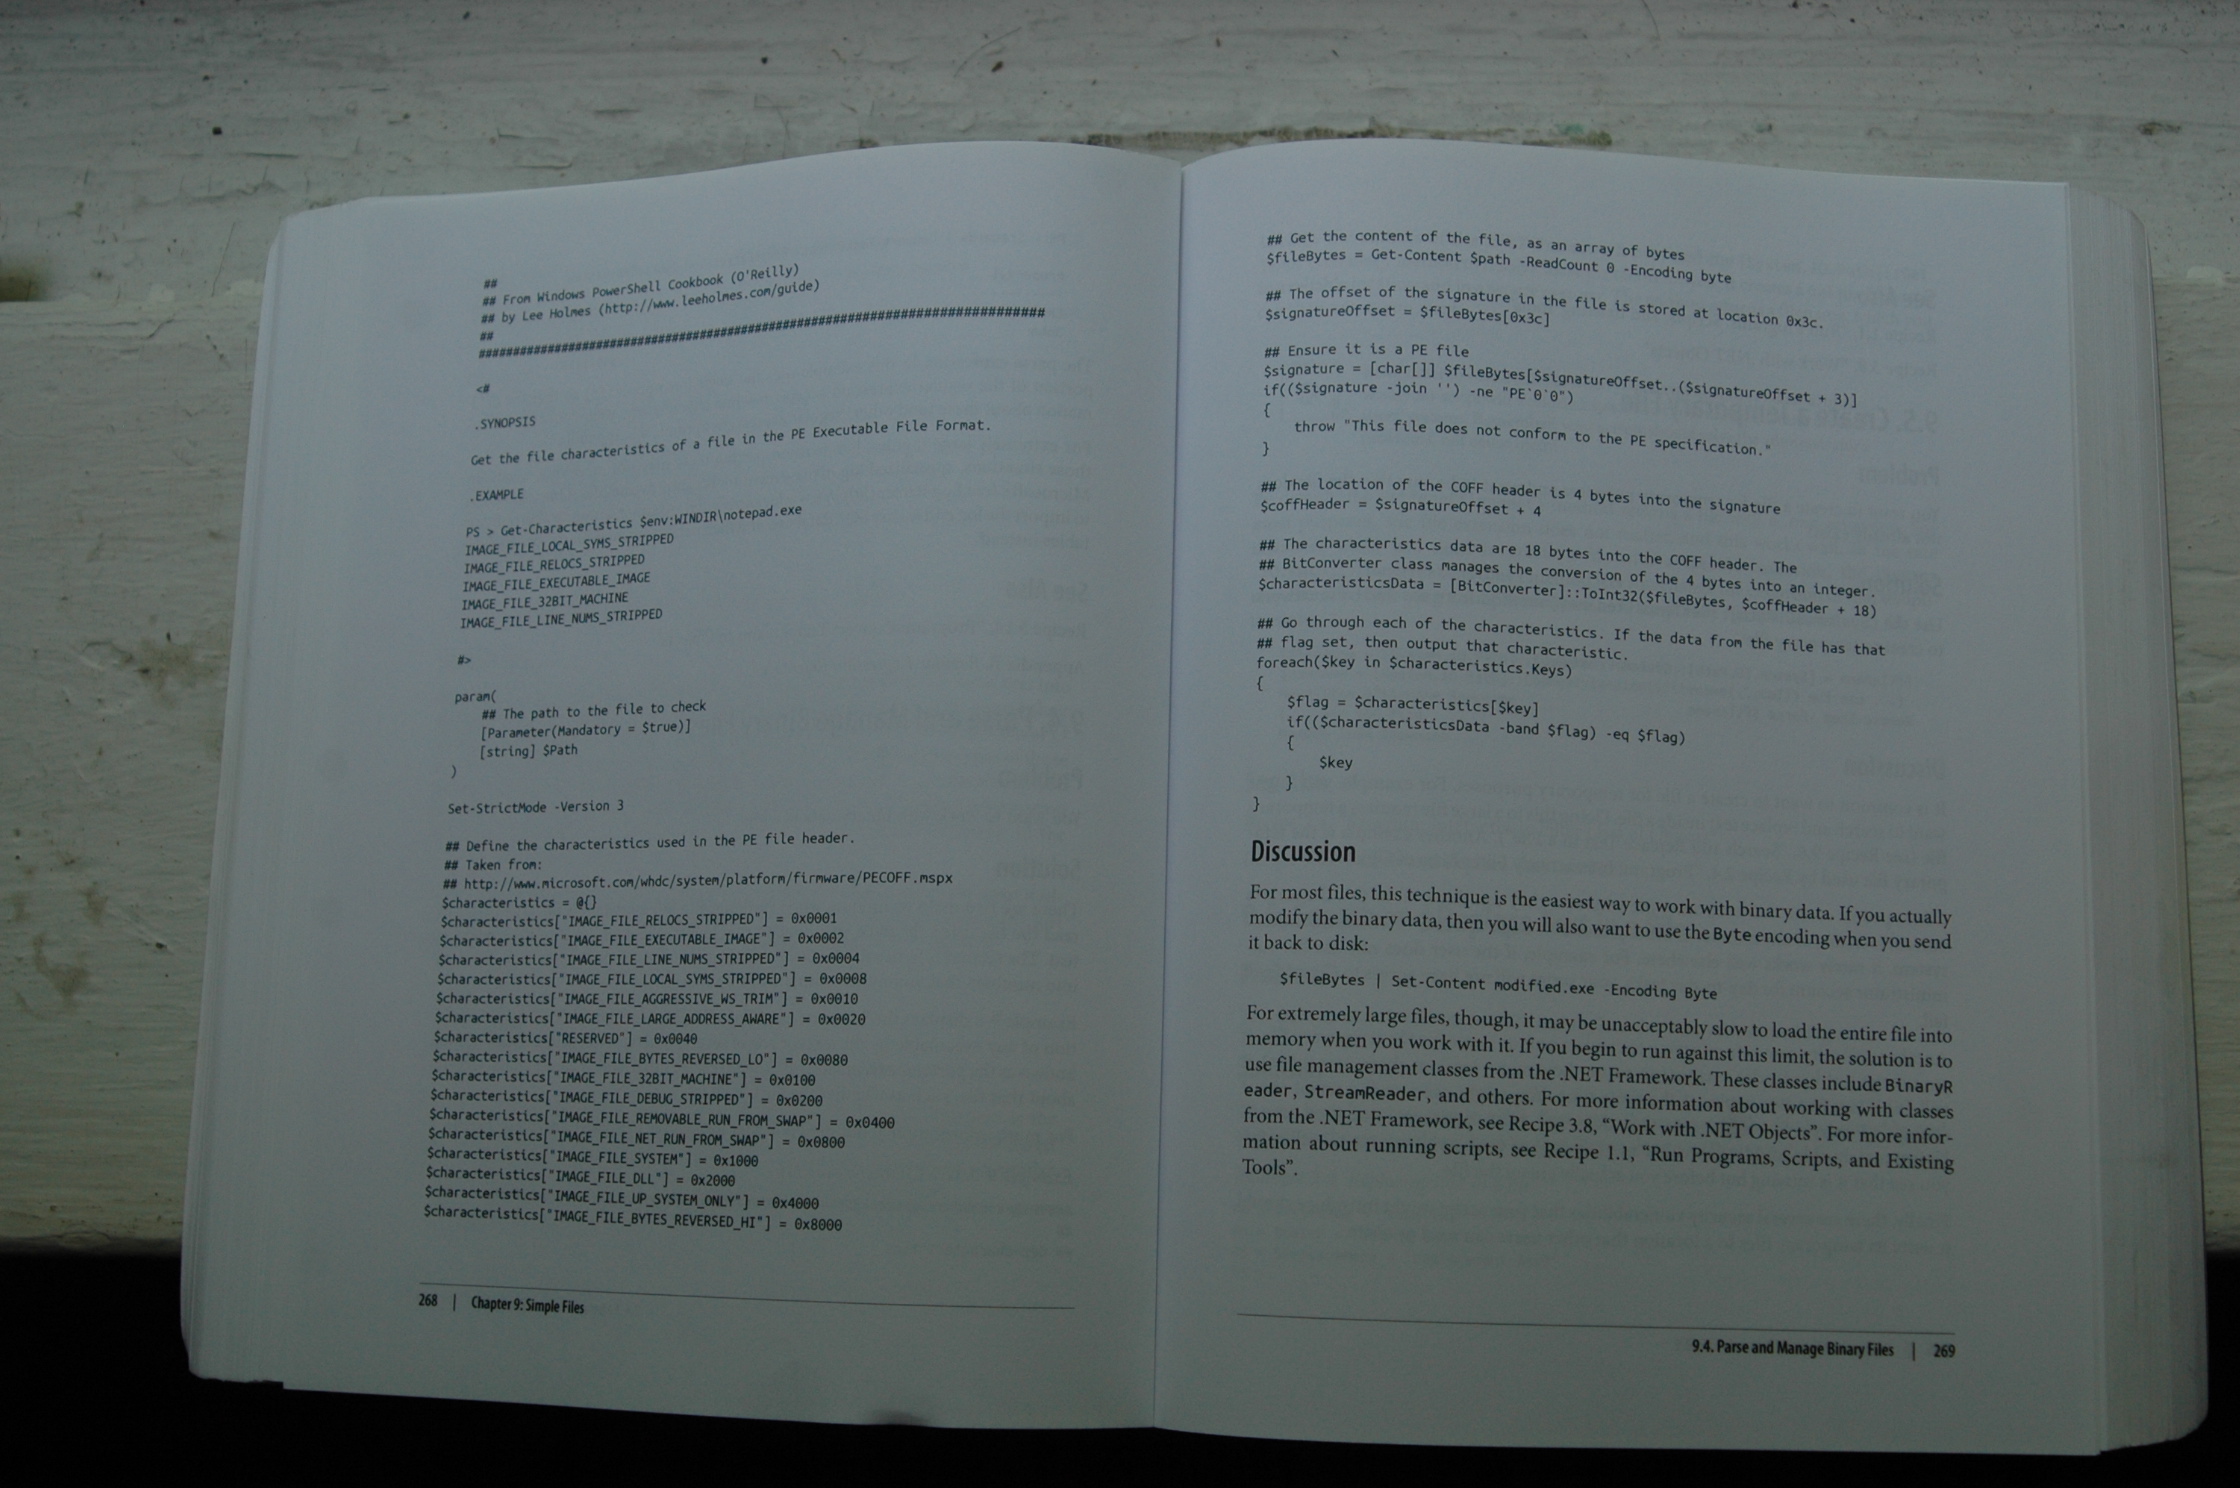 ##
## From Windows PowerShell Cookbook (O'Reilly)
## by Lee Holmes (http://www.leeholmes.com/guide)
##
##############################################################################
<#
.SYNOPSIS
Get the file characteristics of a file in the PE Executable File Format.
.EXAMPLE
PS > Get-Characteristics $env:WINDIR\notepad.exe
IMAGE_FILE_LOCAL_SYMS_STRIPPED
IMAGE_FILE_RELOCS_STRIPPED
IMAGE_FILE_EXECUTABLE_IMAGE
IMAGE_FILE_32BIT_MACHINE
IMAGE_FILE_LINE_NUMS_STRIPPED
#>
param(
## The path to the file to check
[Parameter(Mandatory = $true)]
[string] $Path
)
Set-StrictMode -Version 3
## Define the characteristics used in the PE file header.
## Taken from:
## http://www.microsoft.com/whdc/system/platform/firmware/PECOFF.mspx
$characteristics = @{}
$characteristics["IMAGE_FILE_RELOCS_STRIPPED"] = 0x0001
$characteristics["IMAGE_FILE_EXECUTABLE_IMAGE"] = 0x0002
$characteristics["IMAGE_FILE_LINE_NUMS_STRIPPED"] = 0x0004
$characteristics["IMAGE_FILE_LOCAL_SYMS_STRIPPED"] = 0x0008
$characteristics["IMAGE_FILE_AGGRESSIVE_WS_TRIM"] = 0x0010
$characteristics["IMAGE_FILE_LARGE_ADDRESS_AWARE"] = 0x0020
$characteristics["RESERVED"] = 0x0040
$characteristics["IMAGE_FILE_BYTES_REVERSED_LO"] = 0x0080
$characteristics["IMAGE_FILE_32BIT_MACHINE"] = 0x0100
$characteristics["IMAGE_FILE_DEBUG_STRIPPED"] = 0x0200
$characteristics["IMAGE_FILE_REMOVABLE_RUN_FROM_SWAP"] = 0x0400
$characteristics["IMAGE_FILE_NET_RUN_FROM_SWAP"] = 0x0800
$characteristics["IMAGE_FILE_SYSTEM"] = 0x1000
$characteristics["IMAGE_FILE_DLL"] = 0x2000
$characteristics["IMAGE_FILE_UP_SYSTEM_ONLY"] = 0x4000
$characteristics["IMAGE_FILE_BYTES_REVERSED_HI"] = 0x8000
268 | Chapter 9: Simple Files
## Get the content of the file, as an array of bytes
$fileBytes = Get-Content $path -ReadCount 0 -Encoding byte
## The offset of the signature in the file is stored at location 0x3c.
$signatureOffset = $fileBytes[0x3c]
## Ensure it is a PE file
$signature = [char[]] $fileBytes[$signatureOffset..($signatureOffset + 3)]
if(($signature -join '') -ne "PE`0`0")
{
throw "This file does not conform to the PE specification."
}
## The location of the COFF header is 4 bytes into the signature
$coffHeader = $signatureOffset + 4
## The characteristics data are 18 bytes into the COFF header. The
## BitConverter class manages the conversion of the 4 bytes into an integer.
$characteristicsData = [BitConverter]::ToInt32($fileBytes, $coffHeader + 18)
## Go through each of the characteristics. If the data from the file has that
## flag set, then output that characteristic.
foreach($key in $characteristics.Keys)
{
$flag = $characteristics[$key]
if(($characteristicsData -band $flag) -eq $flag)
{
$key
}
}
Discussion
For most files, this technique is the easiest way to work with binary data. If you actually
modify the binary data, then you will also want to use the Byte encoding when you send
it back to disk:
$fileBytes | Set-Content modified.exe -Encoding Byte
For extremely large files, though, it may be unacceptably slow to load the entire file into
memory when you work with it. If you begin to run against this limit, the solution is to
use file management classes from the .NET Framework. These classes include BinaryR
eader, StreamReader, and others. For more information about working with classes
from the .NET Framework, see Recipe 3.8, “Work with .NET Objects”. For more infor-
mation about running scripts, see Recipe 1.1, “Run Programs, Scripts, and Existing
Tools”.
9.4. Parse and Manage Binary Files | 269